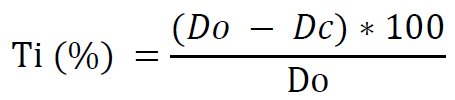 Ti (%) = (Do − Dc) * 100 / Do